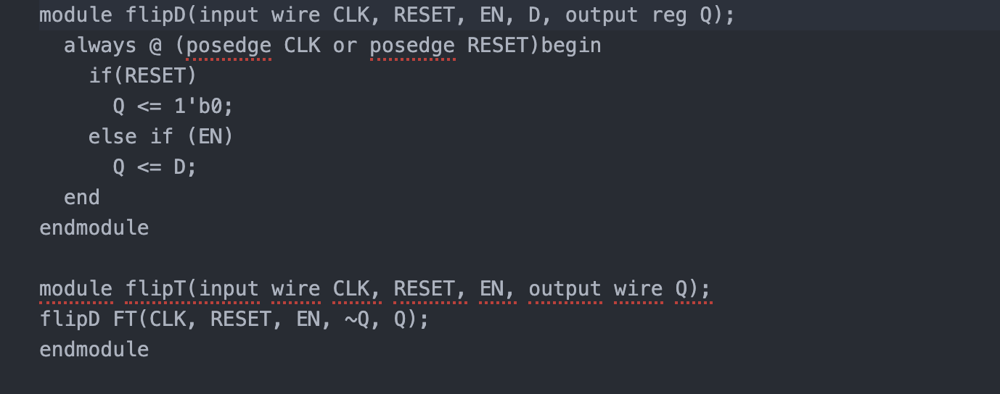 module flipD(input wire CLK, RESET, EN, D, output reg Q);
  always @ (posedge CLK or posedge RESET)begin
    if(RESET)
      Q <= 1'b0;
    else if (EN)
      Q <= D;
  end
endmodule

module flipT(input wire CLK, RESET, EN, output wire Q);
flipD FT(CLK, RESET, EN, ~Q, Q);
endmodule